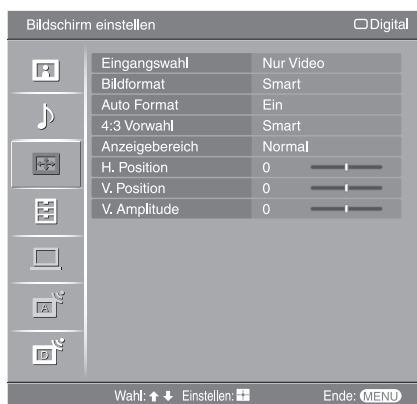 Bildschirm einstellen Digital
Eingangswahl Nur Video
Bildformat Smart
Auto Format Ein
4:3 Vorwahl Smart
Anzeigebereich Normal
H. Position 0
V. Position 0
V. Amplitude 0
A
D
Wahl: Einstellen: Ende: MENU